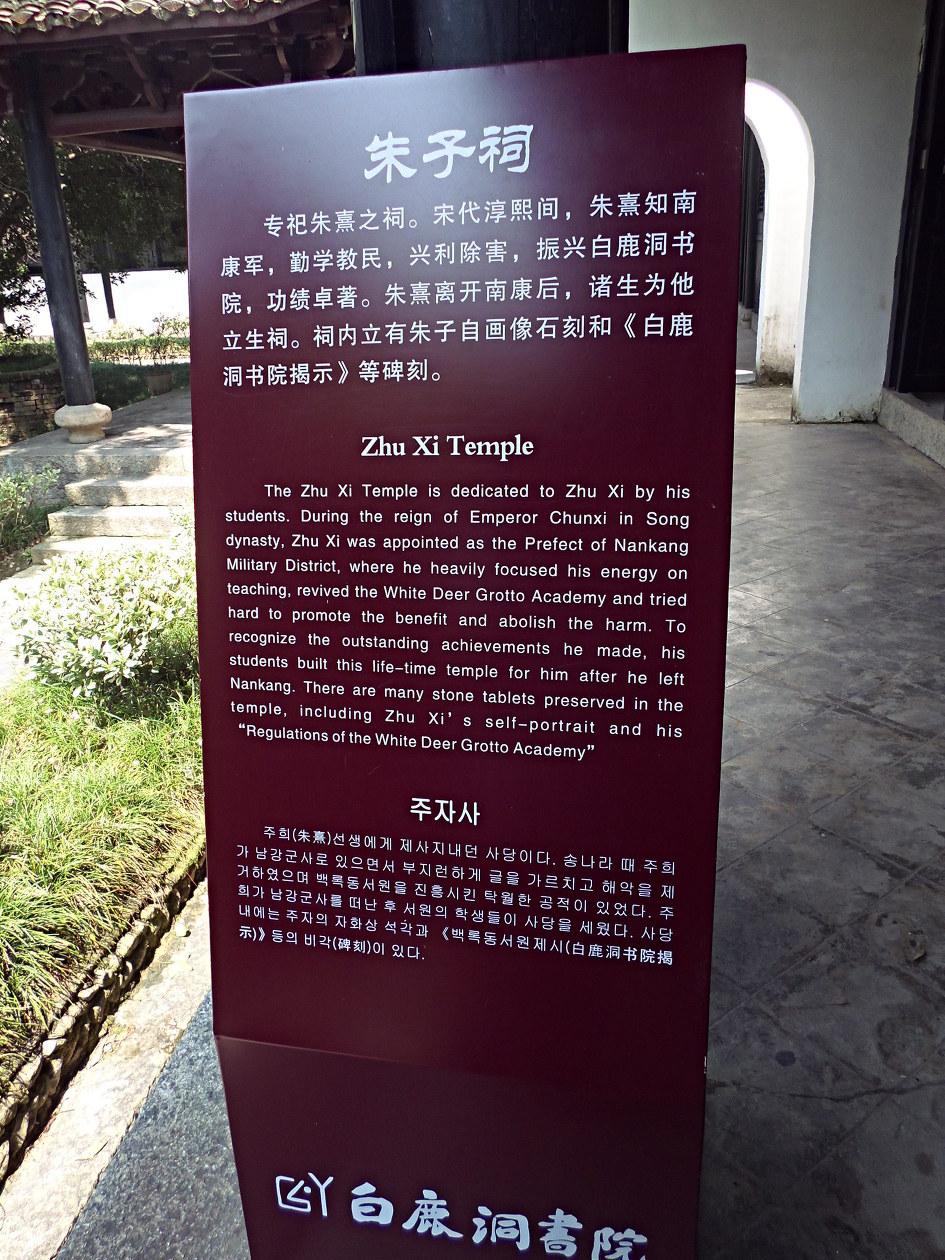 朱子祠
专祀朱熹之祠。宋代淳熙间，朱熹知南
康军，勤学教民，兴利除害，振兴白鹿洞书
院，功绩卓著。朱熹离开南康后，诸生为他
立生祠。祠内立有朱子自画像石刻和《白鹿
洞书院揭示》等碑刻。
Zhu Xi Temple
The Zhu Xi Temple is dedicated to Zhu Xi by his
students. During the reign of Emperor Chunxi in Song
dynasty, Zhu Xi was appointed as the Prefect of Nankang
Military District, where he heavily focused his energy on
teaching, revived the White Deer Grotto Academy and tried
hard to promote the benefit and abolish the harm. To
recognize the outstanding achievements he made, his
students built this life-time temple for him after he left
Nankang. There are many stone tablets preserved in the
temple, including Zhu Xi’s self-portrait and his
“Regulations of the White Deer Grotto Academy”
주자사
주희(朱熹)선생에게 제사지내던 사당이다. 송나라 때 주희
가 남강군사로 있으면서 부지런하게 글을 가르치고 해악을 제
거하였으며 백록동서원을 진흥시킨 탁월한 공적이 있었다. 주
희가 남강군사를 떠난 후 서원의 학생들이 사당을 세웠다. 사당
내에는 주자의 자화상 석각과 《백록동서원제시(白鹿洞书院揭
示)》등의 비각(碑刻)이 있다.
白鹿洞書院